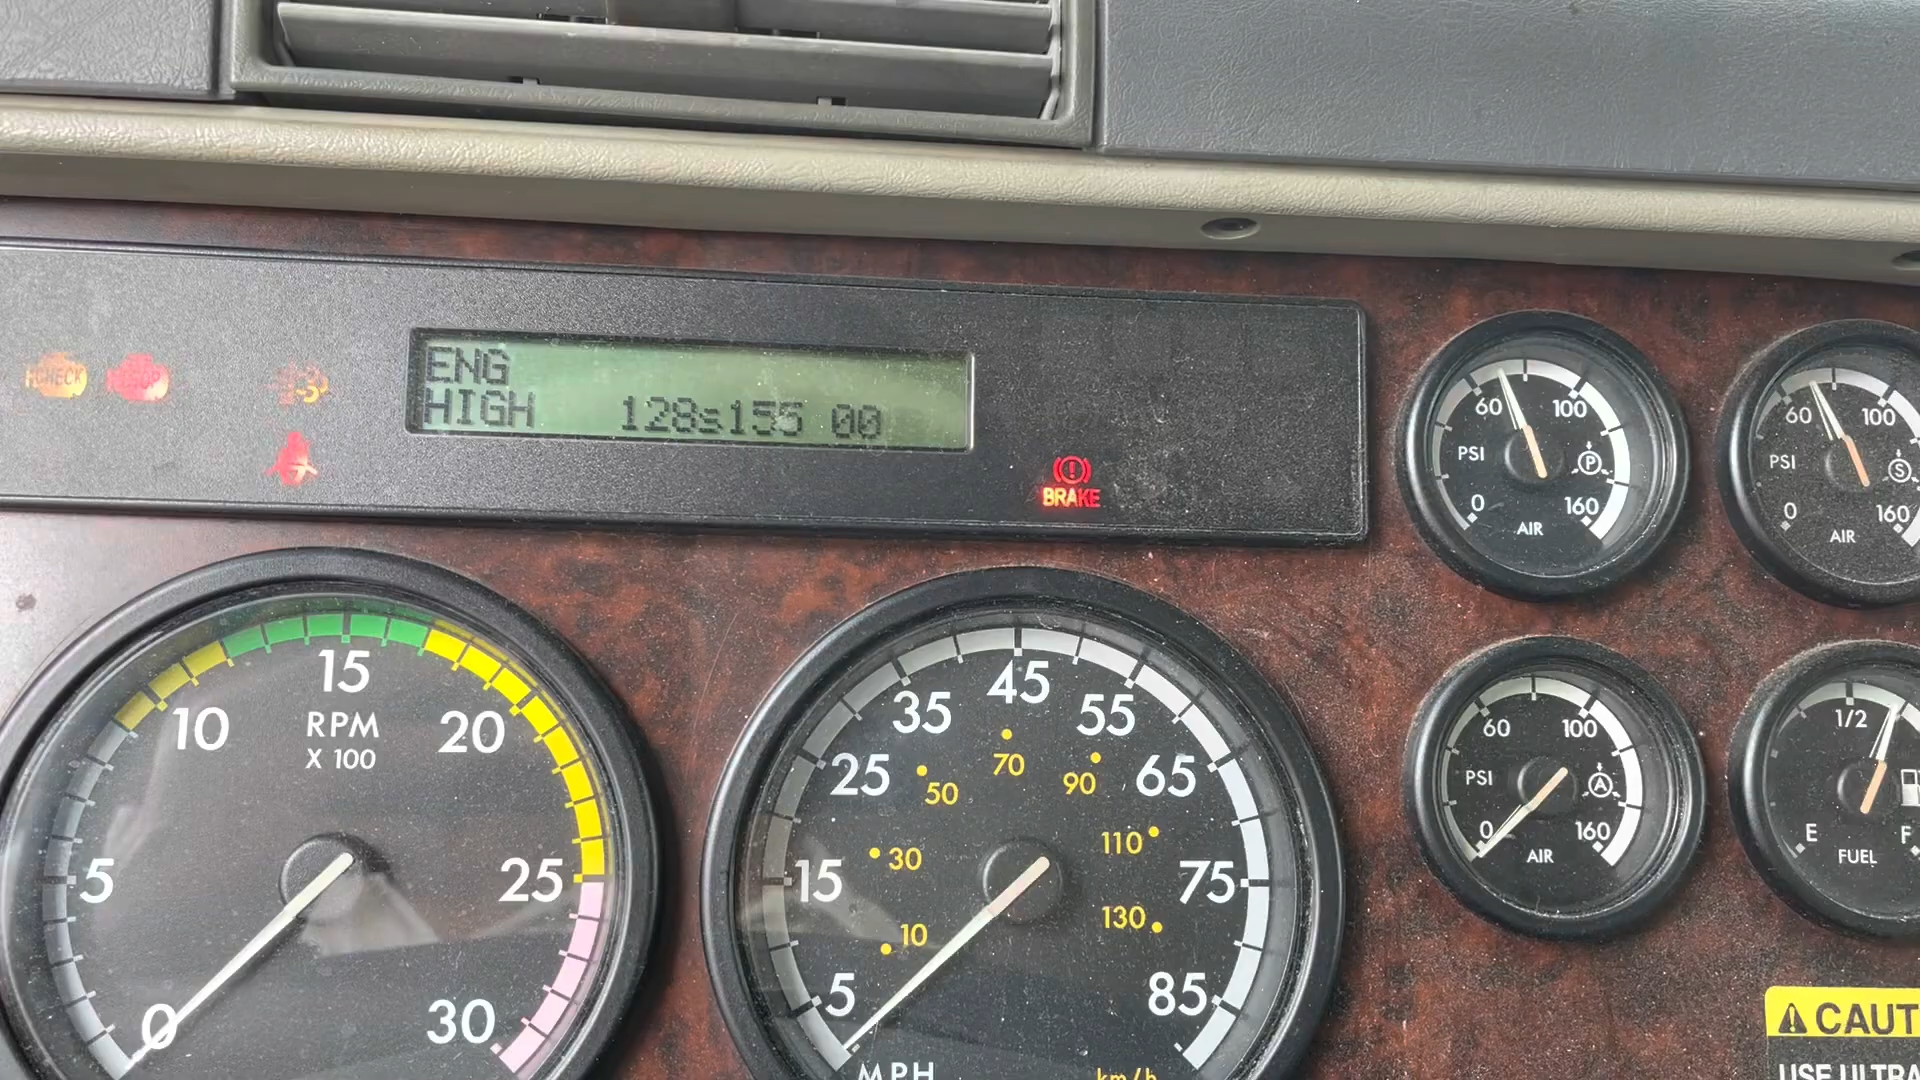 CHECK
STOP
ENG
HIGH 128s155 00
BRAKE
60 100
PSI P
0 160
AIR
60 100
PSI S
0 160
AIR
15
10 RPM 20
X 100
5 25
0 30
45
35 55
25 70 65
50 90
15 30 110 75
10 130
5 85
MPH km/h
60 100
PSI A
0 160
AIR
1/2
E F
FUEL
CAUT
USE ULTRA